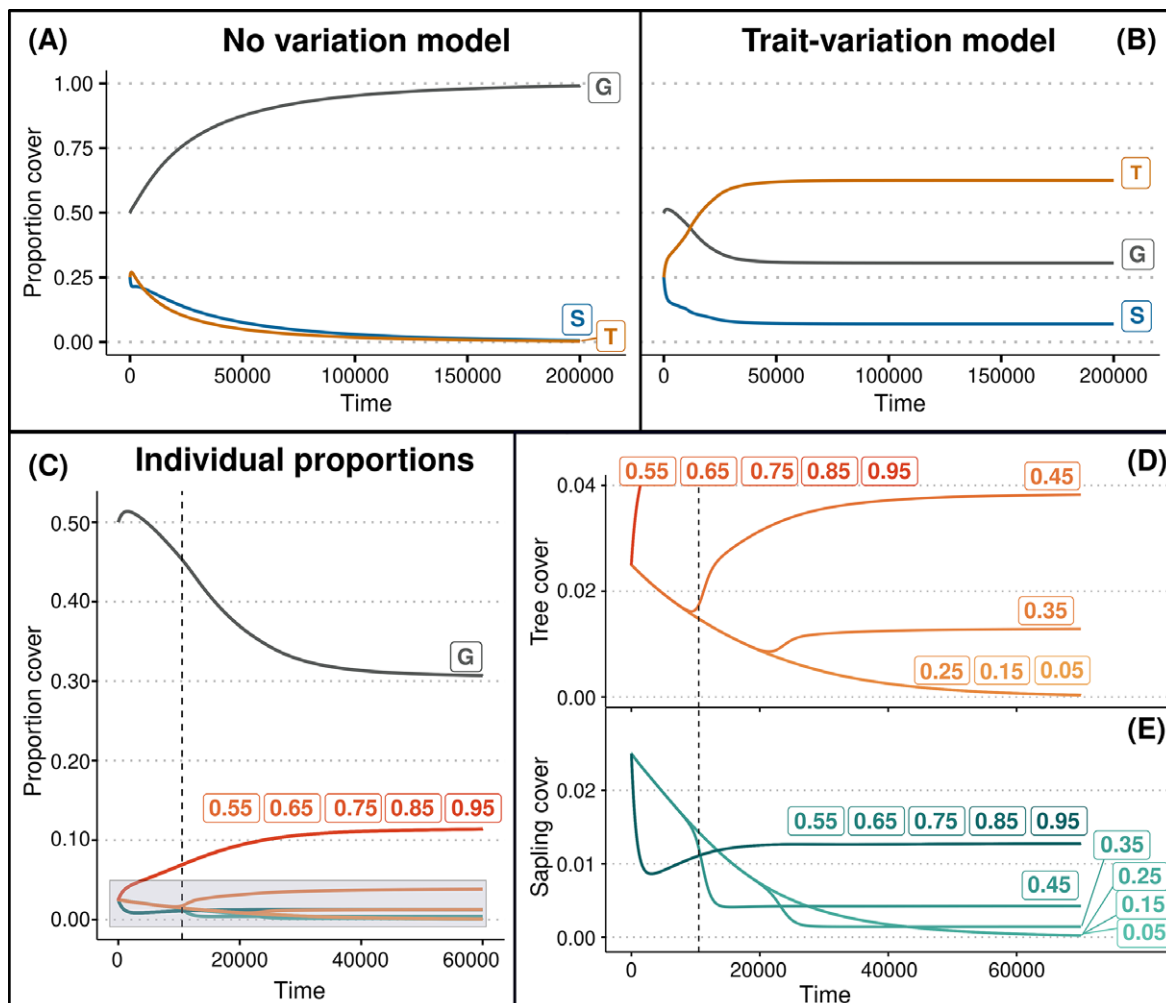 (A) No variation model
1.00
0.75
0.50
0.25
0.00
Proportion cover
G
S
T
0 50000 100000 150000 200000
Time
Trait-variation model (B)
T
G
S
0 50000 100000 150000 200000
Time
(C) Individual proportions
0.50
0.40
0.30
0.20
0.10
0.00
Proportion cover
G
0.55 0.65 0.75 0.85 0.95
0 20000 40000 60000
Time
(D)
0.55 0.65 0.75 0.85 0.95
0.45
0.35
0.25 0.15 0.05
0.04
0.02
0.00
Tree cover
0 20000 40000 60000
(E)
0.02
0.01
0.00
Sapling cover
0.55 0.65 0.75 0.85 0.95
0.35
0.45
0.25
0.15
0.05
0 20000 40000 60000
Time